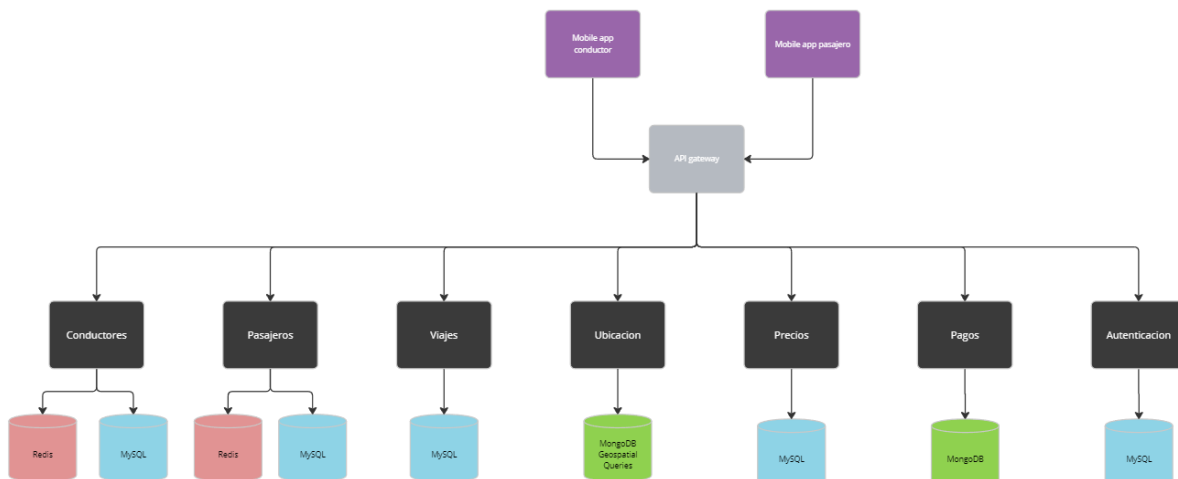 Mobile app
conductor
Mobile app pasajero
API gateway
Conductores
Pasajeros
Viajes
Ubicacion
Precios
Pagos
Autenticacion
Redis
MySQL
Redis
MySQL
MySQL
MongoDB
Geospatial
Queries
MySQL
MongoDB
MySQL